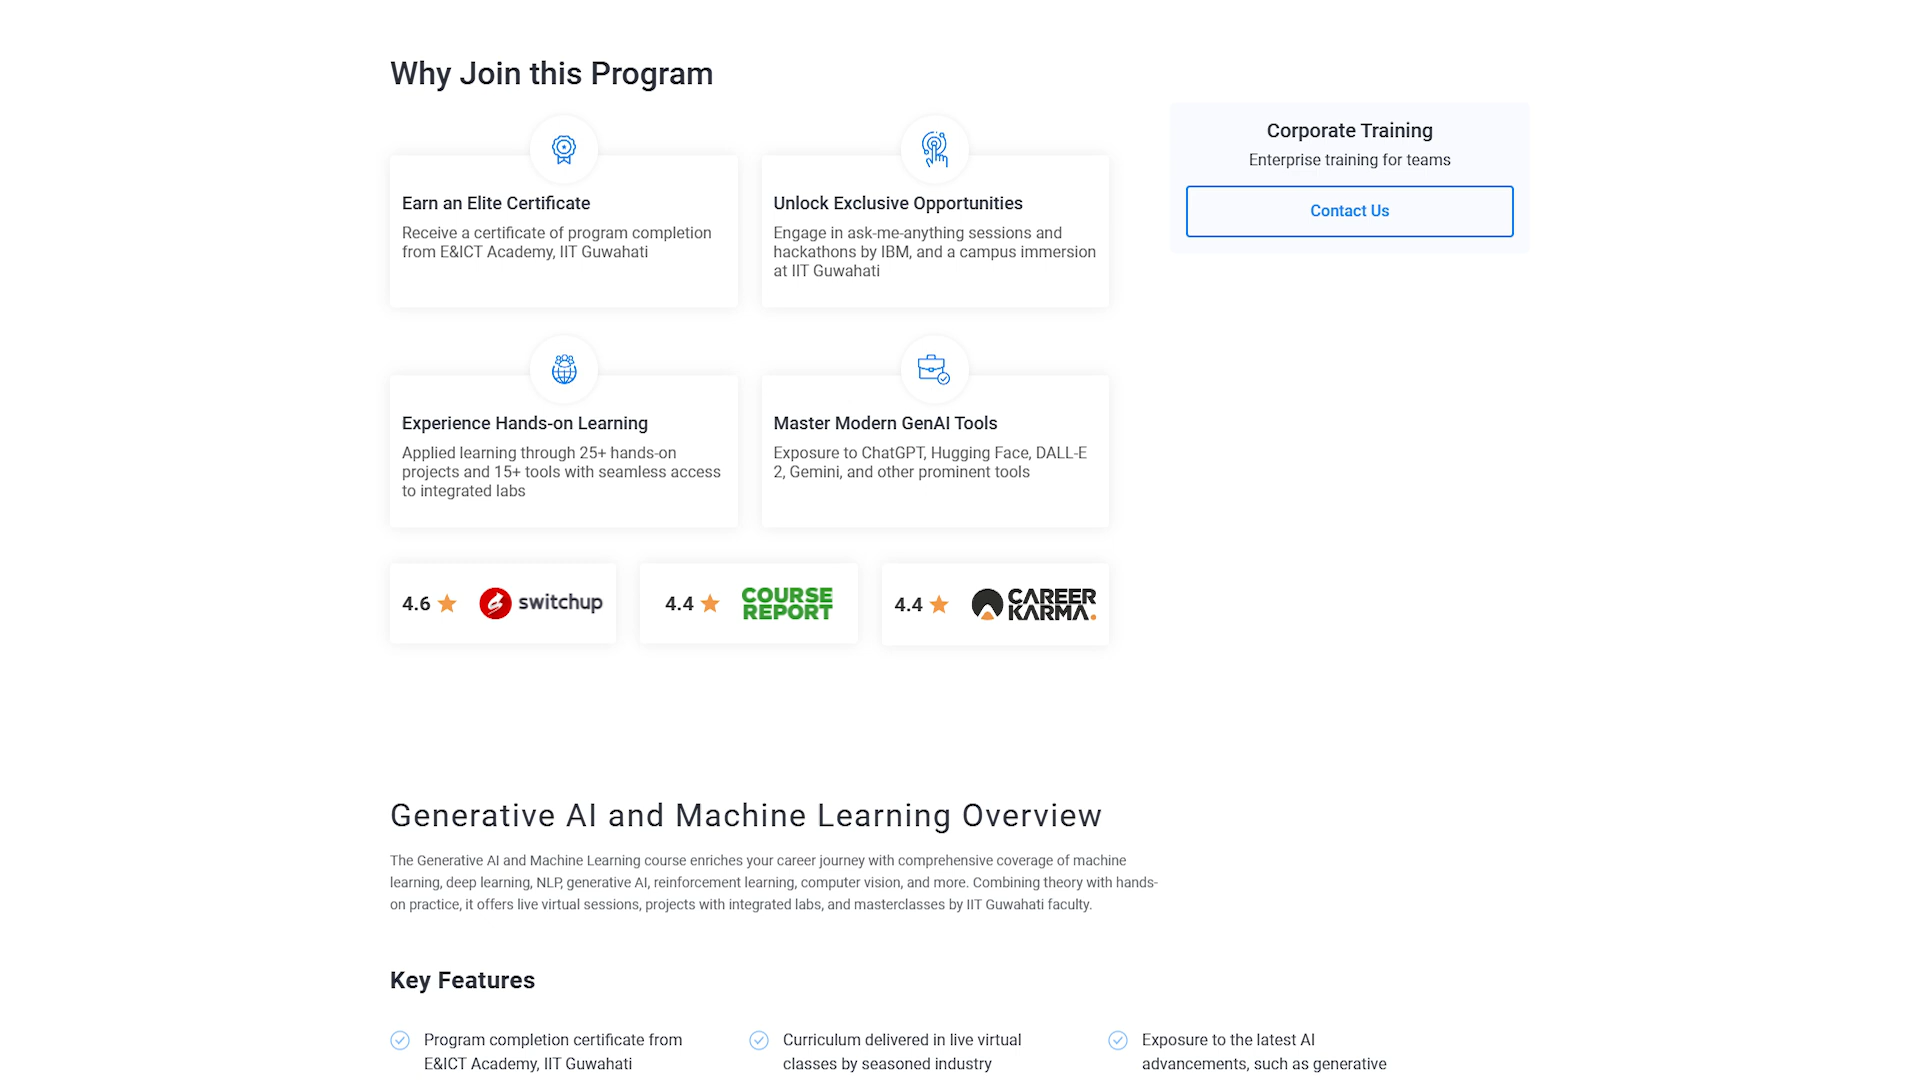 Why Join this Program
Earn an Elite Certificate
Receive a certificate of program completion
from E&ICT Academy, IIT Guwahati
Unlock Exclusive Opportunities
Engage in ask-me-anything sessions and
hackathons by IBM, and a campus immersion
at IIT Guwahati
Corporate Training
Enterprise training for teams
Contact Us
Experience Hands-on Learning
Applied learning through 25+ hands-on
projects and 15+ tools with seamless access
to integrated labs
Master Modern GenAI Tools
Exposure to ChatGPT, Hugging Face, DALL-E
2, Gemini, and other prominent tools
4.6
switchup
4.4
COURSE
REPORT
4.4
CAREER
KARMA.
Generative AI and Machine Learning Overview
The Generative AI and Machine Learning course enriches your career journey with comprehensive coverage of machine
learning, deep learning, NLP, generative AI, reinforcement learning, computer vision, and more. Combining theory with hands-
on practice, it offers live virtual sessions, projects with integrated labs, and masterclasses by IIT Guwahati faculty.
Key Features
Program completion certificate from
E&ICT Academy, IIT Guwahati
Curriculum delivered in live virtual
classes by seasoned industry
Exposure to the latest AI
advancements, such as generative